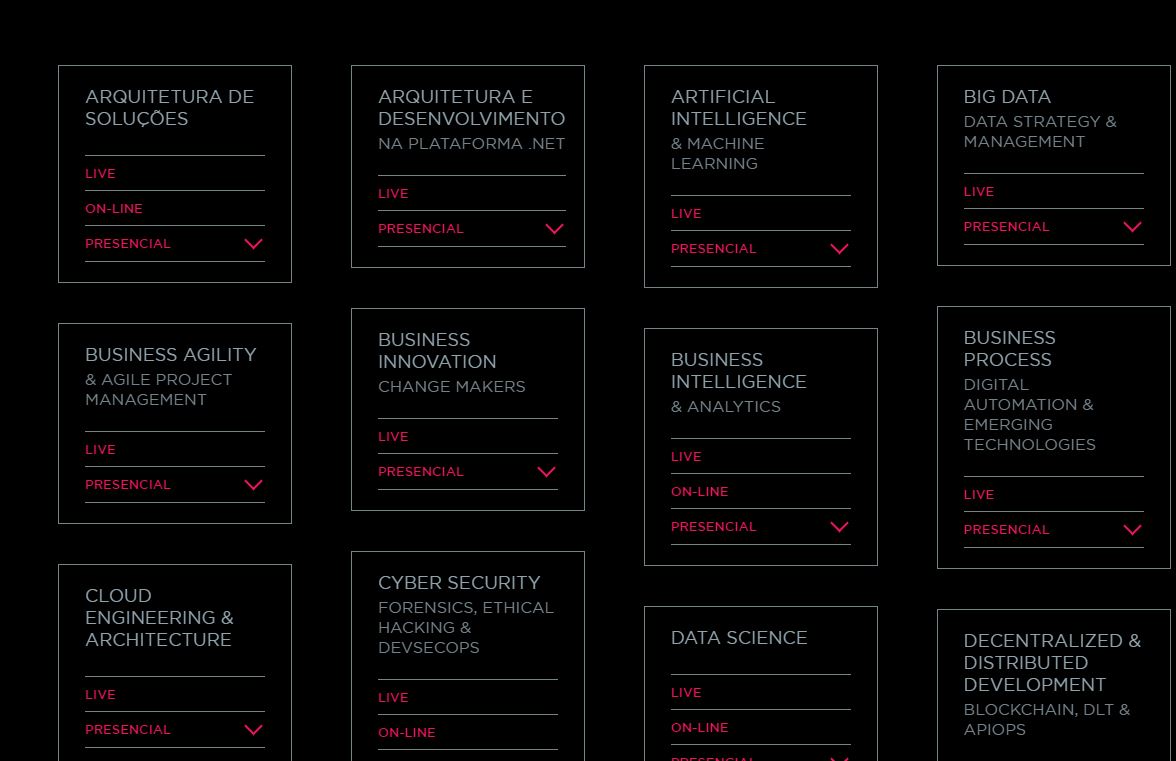 ARQUITETURA DE
SOLUÇÕES
LIVE
ON-LINE
PRESENCIAL
ARQUITETURA E
DESENVOLVIMENTO
NA PLATAFORMA .NET
LIVE
PRESENCIAL
ARTIFICIAL
INTELLIGENCE
& MACHINE
LEARNING
LIVE
PRESENCIAL
BIG DATA
DATA STRATEGY &
MANAGEMENT
LIVE
PRESENCIAL
BUSINESS AGILITY
& AGILE PROJECT
MANAGEMENT
LIVE
PRESENCIAL
BUSINESS
INNOVATION
CHANGE MAKERS
LIVE
PRESENCIAL
BUSINESS
INTELLIGENCE
& ANALYTICS
LIVE
ON-LINE
PRESENCIAL
BUSINESS
PROCESS
DIGITAL
AUTOMATION &
EMERGING
TECHNOLOGIES
LIVE
PRESENCIAL
CLOUD
ENGINEERING &
ARCHITECTURE
LIVE
PRESENCIAL
CYBER SECURITY
FORENSICS, ETHICAL
HACKING &
DEVSECOPS
LIVE
ON-LINE
DATA SCIENCE
LIVE
ON-LINE
PRESENCIAL
DECENTRALIZED &
DISTRIBUTED
DEVELOPMENT
BLOCKCHAIN, DLT &
APIOPS